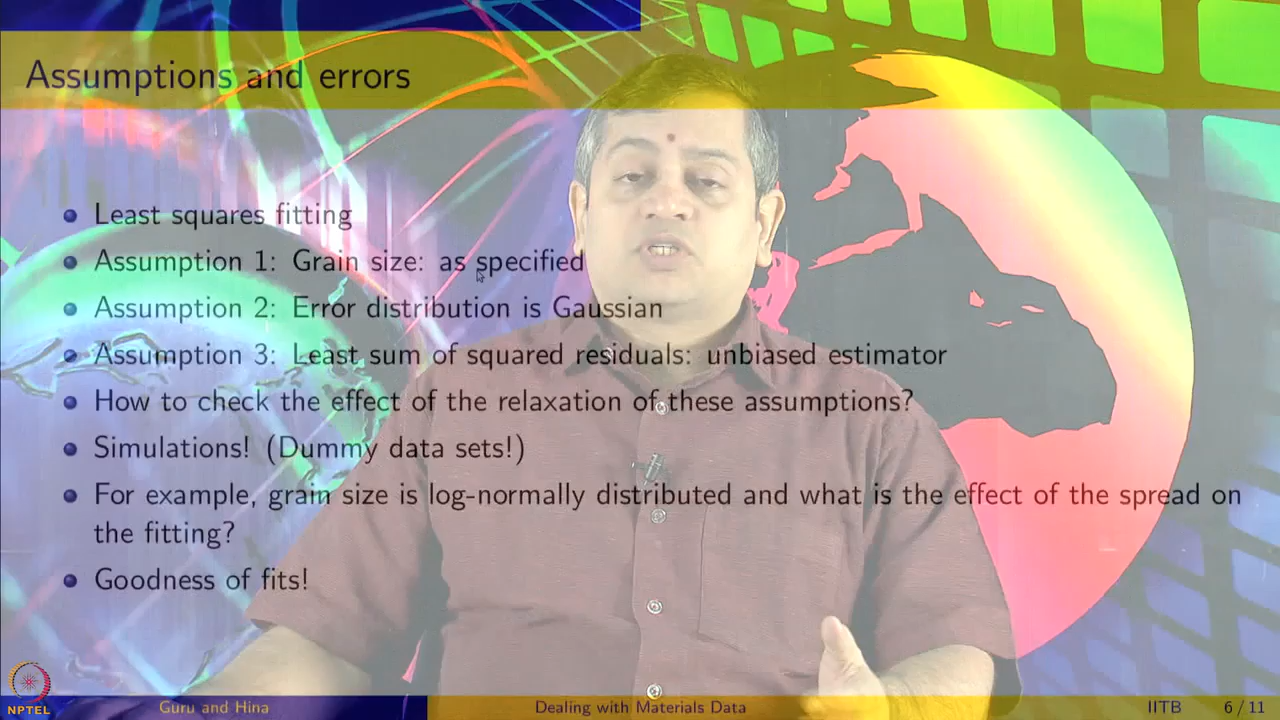 Assumptions and errors
Least squares fitting
Assumption 1: Grain size: as specified
Assumption 2: Error distribution is Gaussian
Assumption 3: Least sum of squared residuals: unbiased estimator
How to check the effect of the relaxation of these assumptions?
Simulations! (Dummy data sets!)
For example, grain size is log-normally distributed and what is the effect of the spread on
the fitting?
Goodness of fits!
NPTEL
Guru and Hina
Dealing with Materials Data
IITB
6 / 11